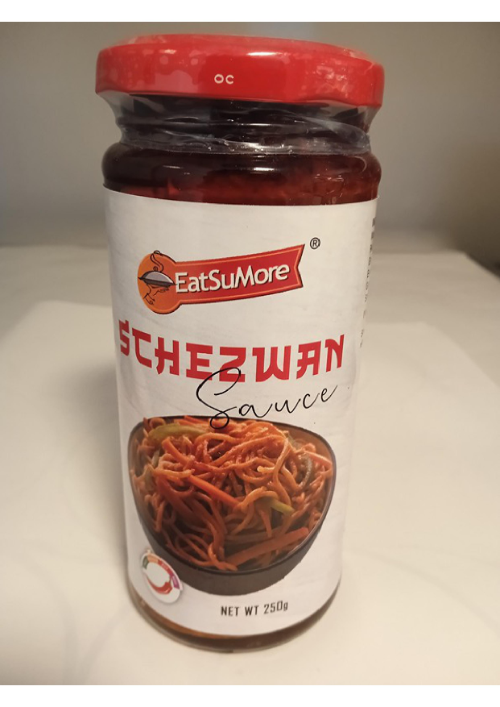 OC
EatSuMore ®
SCHEZWAN
Sauce
NET WT 250g